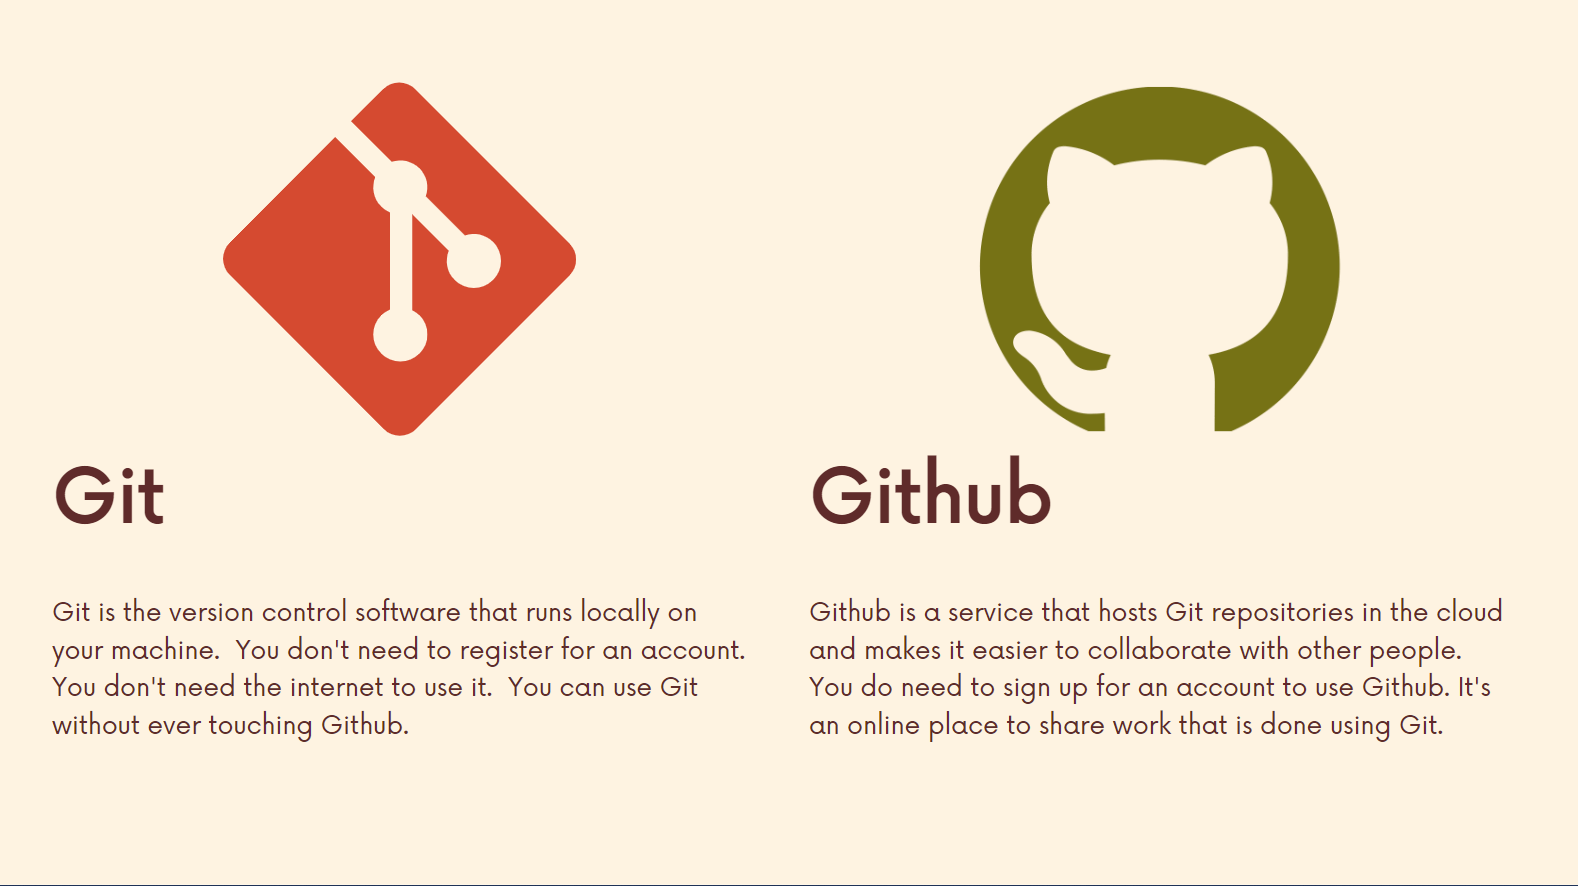 Git
Git is the version control software that runs locally on
your machine.  You don't need to register for an account.
You don't need the internet to use it.  You can use Git
without ever touching Github.
Github
Github is a service that hosts Git repositories in the cloud
and makes it easier to collaborate with other people.
You do need to sign up for an account to use Github. It's
an online place to share work that is done using Git.